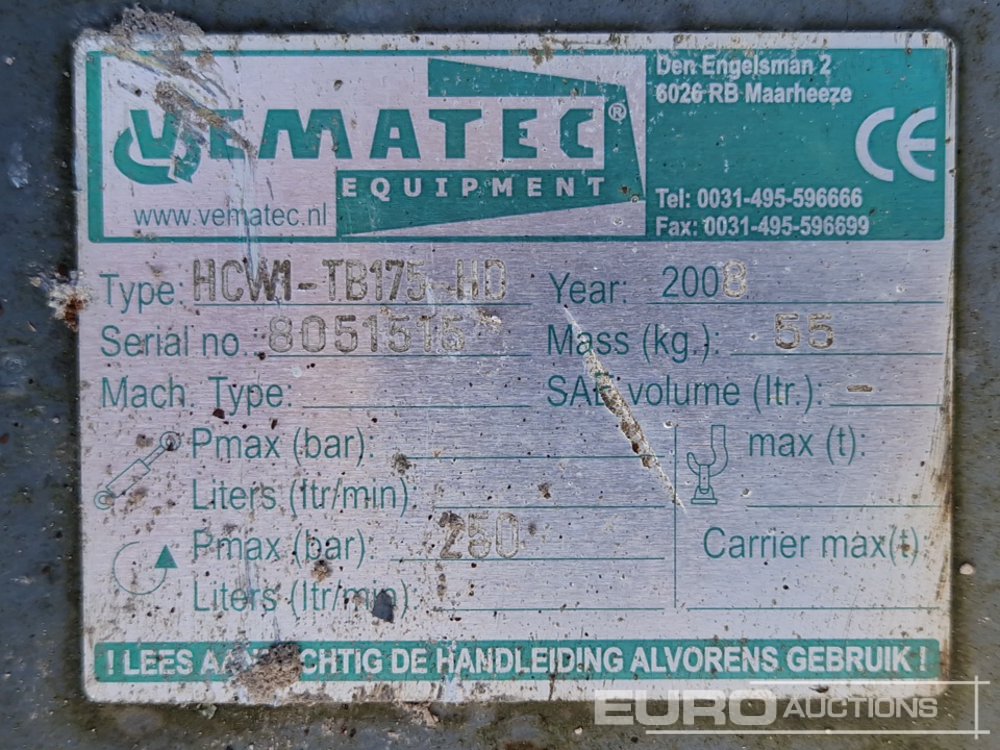 VEMATEC®
EQUIPMENT
www.vematec.nl
Den Engelsman 2
6026 RB Maarheeze
CE
Tel: 0031-495-596666
Fax: 0031-495-596699
Type: HCW1-TB175-HD Year: 2008
Serial no. 8051515 Mass (kg.): 55
Mach. Type: SAE volume (ltr.): -
Pmax (bar): max (t):
Liters (ltr/min):
Pmax (bar): 250 Carrier max(t):
Liters (ltr/min)
! LEES DE HANDLEIDING ALVORENS GEBRUIK !
EURO AUCTIONS